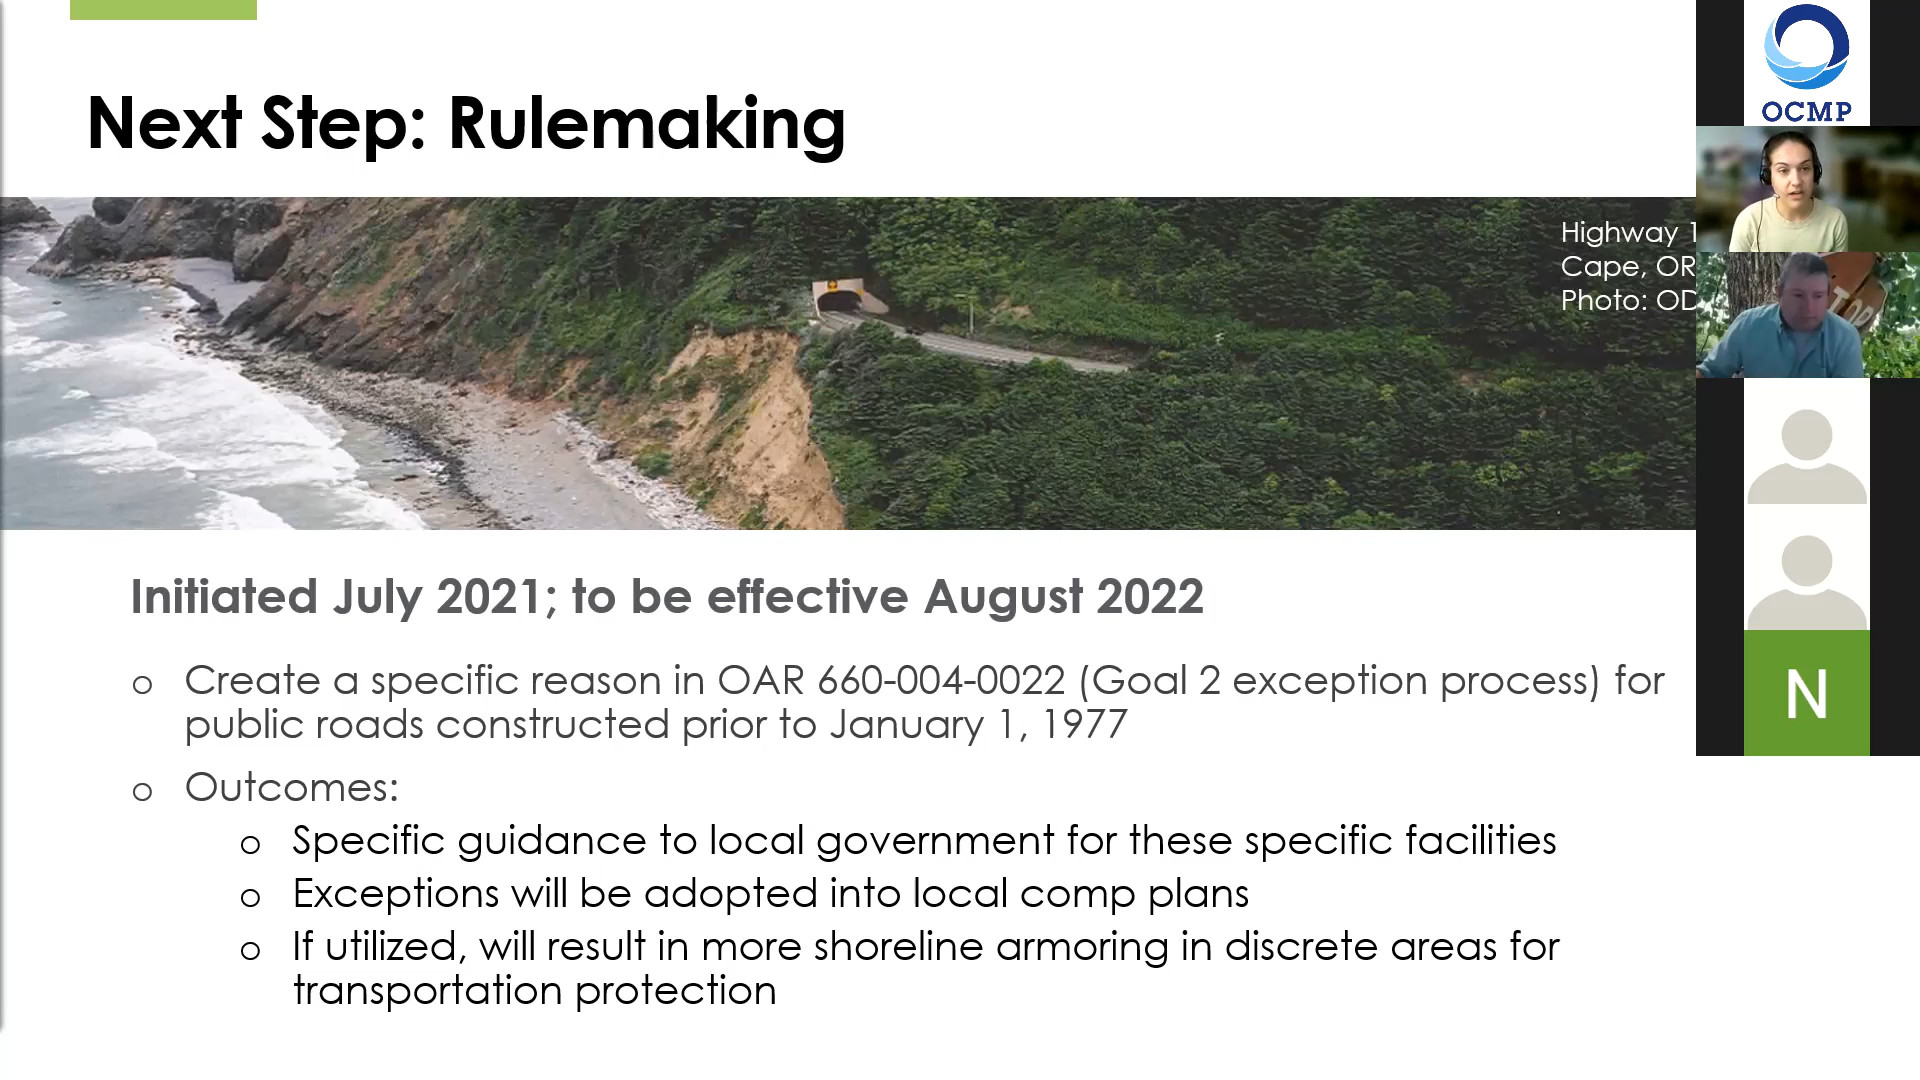 Next Step: Rulemaking
OCMP
Highway 1
Cape, OR
Photo: OD
TOP
N
Initiated July 2021; to be effective August 2022
o Create a specific reason in OAR 660-004-0022 (Goal 2 exception process) for
public roads constructed prior to January 1, 1977
o Outcomes:
o Specific guidance to local government for these specific facilities
o Exceptions will be adopted into local comp plans
o If utilized, will result in more shoreline armoring in discrete areas for
transportation protection